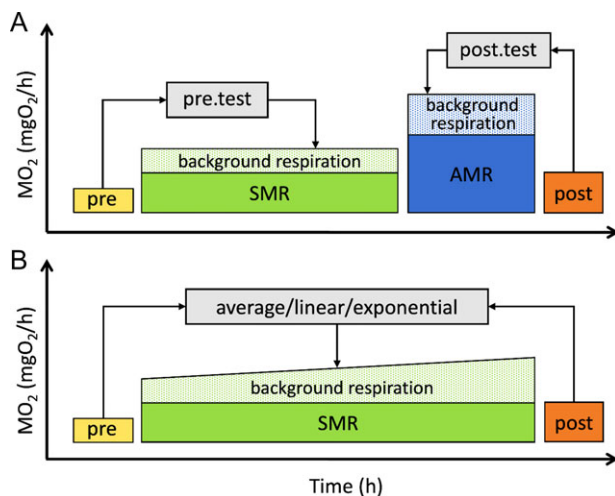 A
MO₂ (mgO₂/h)
pre.test
post.test
background respiration
background
respiration
pre
SMR
AMR
post
B
MO₂ (mgO₂/h)
average/linear/exponential
background respiration
pre
SMR
post
Time (h)